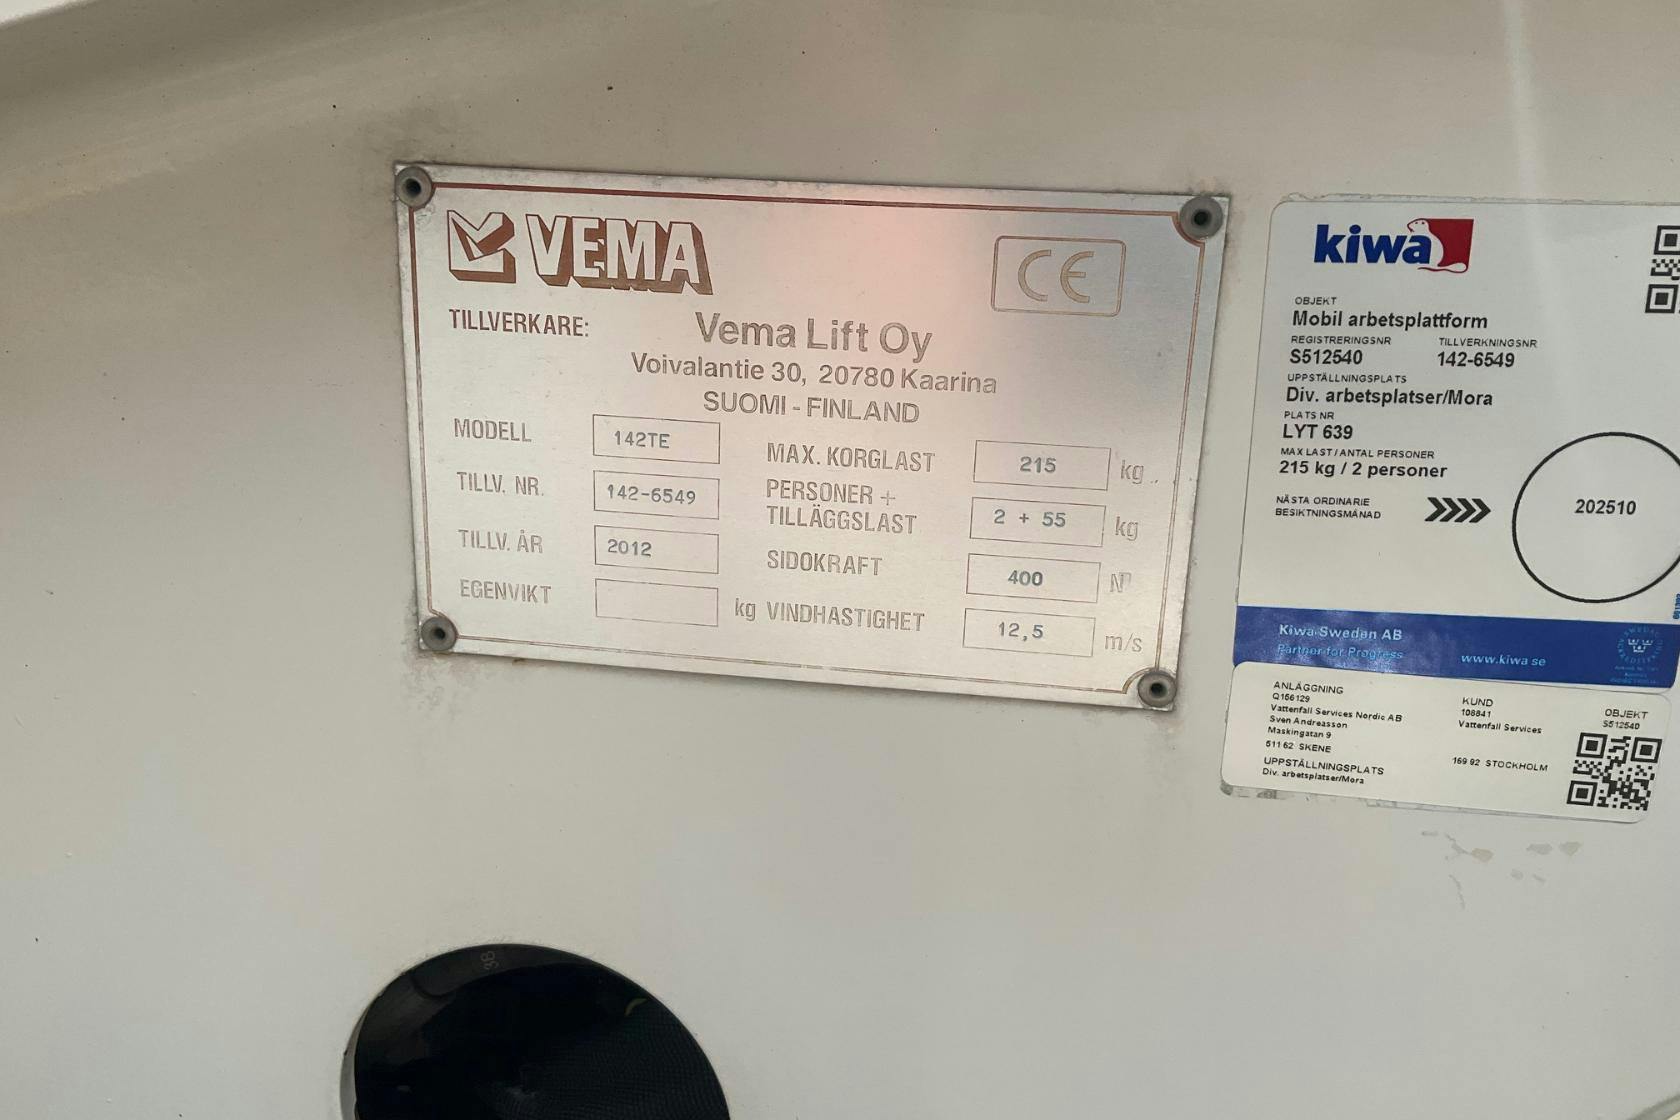 VEMA
CE
TILLVERKARE:
Vema Lift Oy
Voivalantie 30, 20780 Kaarina
SUOMI - FINLAND
MODELL 142TE
TILLV. NR. 142-6549
TILLV. ÅR 2012
EGENVIKT kg
MAX. KORGLAST 215 kg
PERSONER +
TILLÄGGSLAST 2 + 55 kg
SIDOKRAFT 400 N
VINDHASTIGHET 12,5 m/s
kiwa
OBJEKT
Mobil arbetsplattform
REGISTRERINGSNR TILLVERKNINGSNR
S512540 142-6549
UPPSTÄLLNINGSPLATS
Div. arbetsplatser/Mora
PLATS NR
LYT 639
MAX LAST / ANTAL PERSONER
215 kg / 2 personer
NÄSTA ORDINARIE
BESIKTNINGSMÅNAD
202510
Kiwa Sweden AB
Partner for Progress www.kiwa.se
ANLÄGGNING
Q166129
Vattenfall Services Nordic AB
Sven Andreasson
Maskingatan 9
511 62 SKENE
UPPSTÄLLNINGSPLATS
Div. arbetsplatser/Mora
KUND
108841
Vattenfall Services
169 92 STOCKHOLM
OBJEKT
S512540
3B